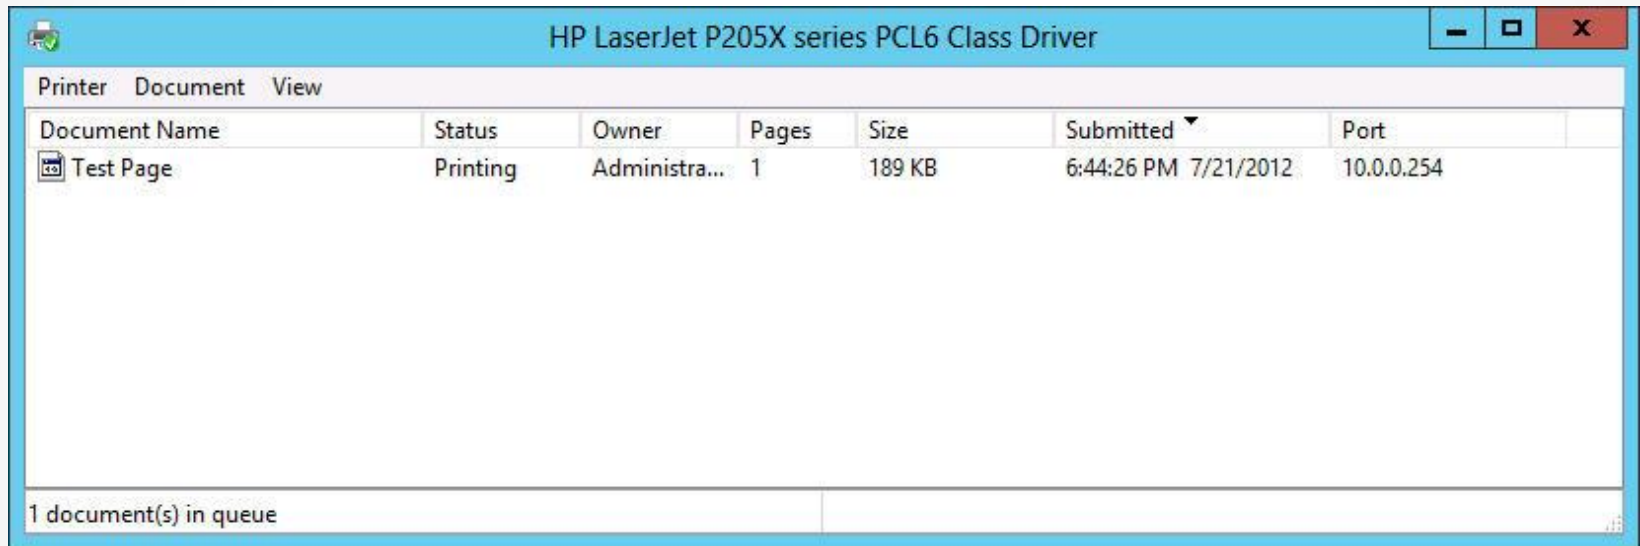 HP LaserJet P205X series PCL6 Class Driver
Printer Document View
Document Name Status Owner Pages Size Submitted Port
Test Page Printing Administra... 1 189 KB 6:44:26 PM 7/21/2012 10.0.0.254
1 document(s) in queue